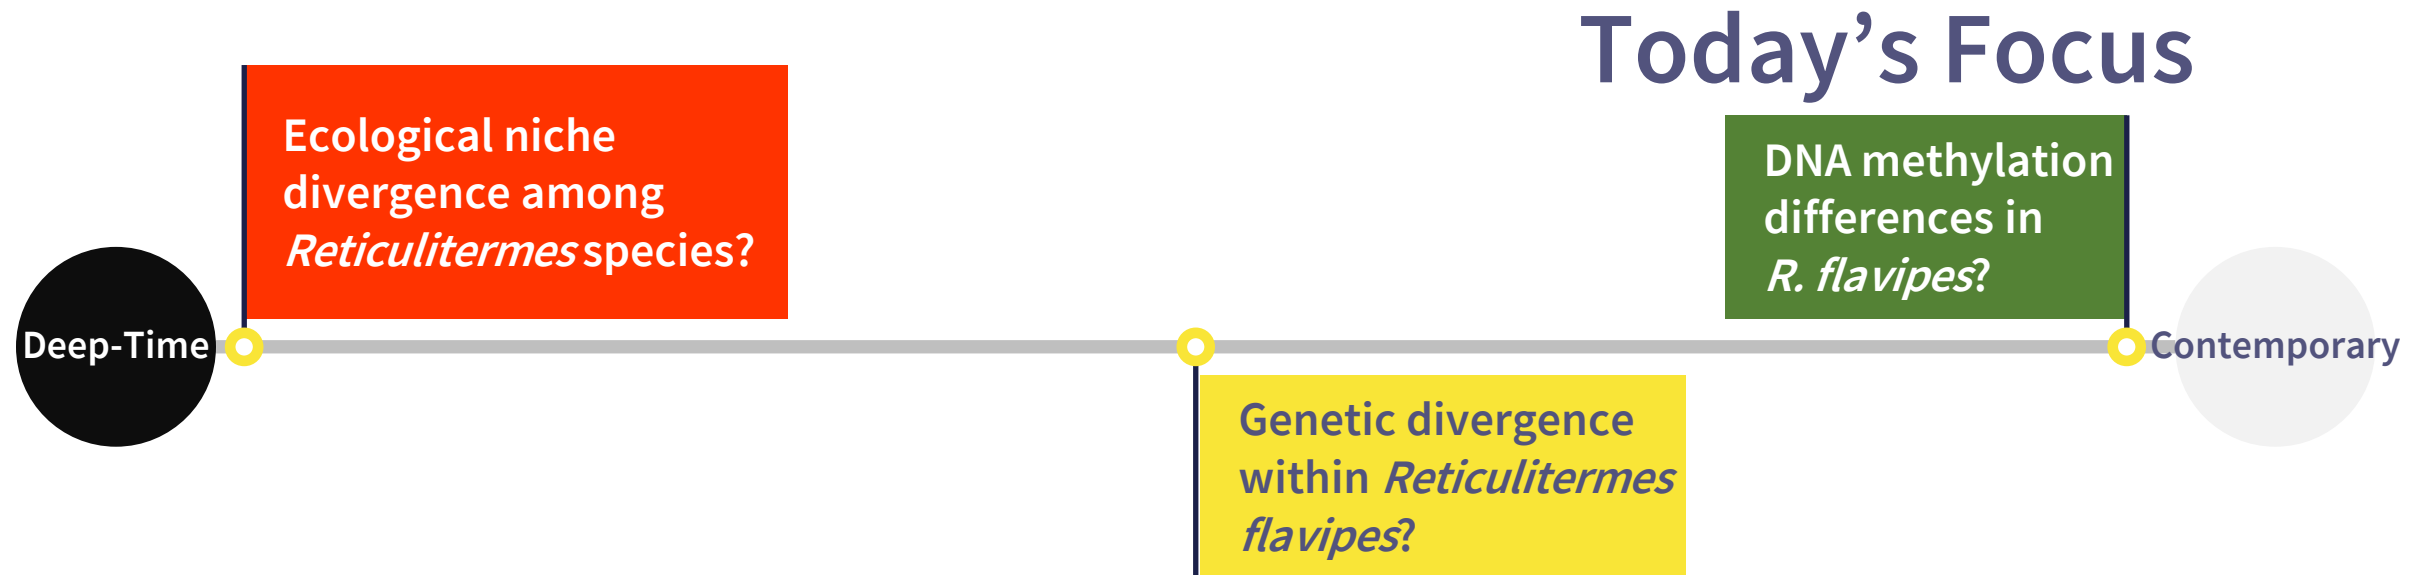 Today’s Focus
Ecological niche
divergence among
Reticulitermes species?
DNA methylation
differences in
R. flavipes?
Deep-Time
Contemporary
Genetic divergence
within Reticulitermes
flavipes?